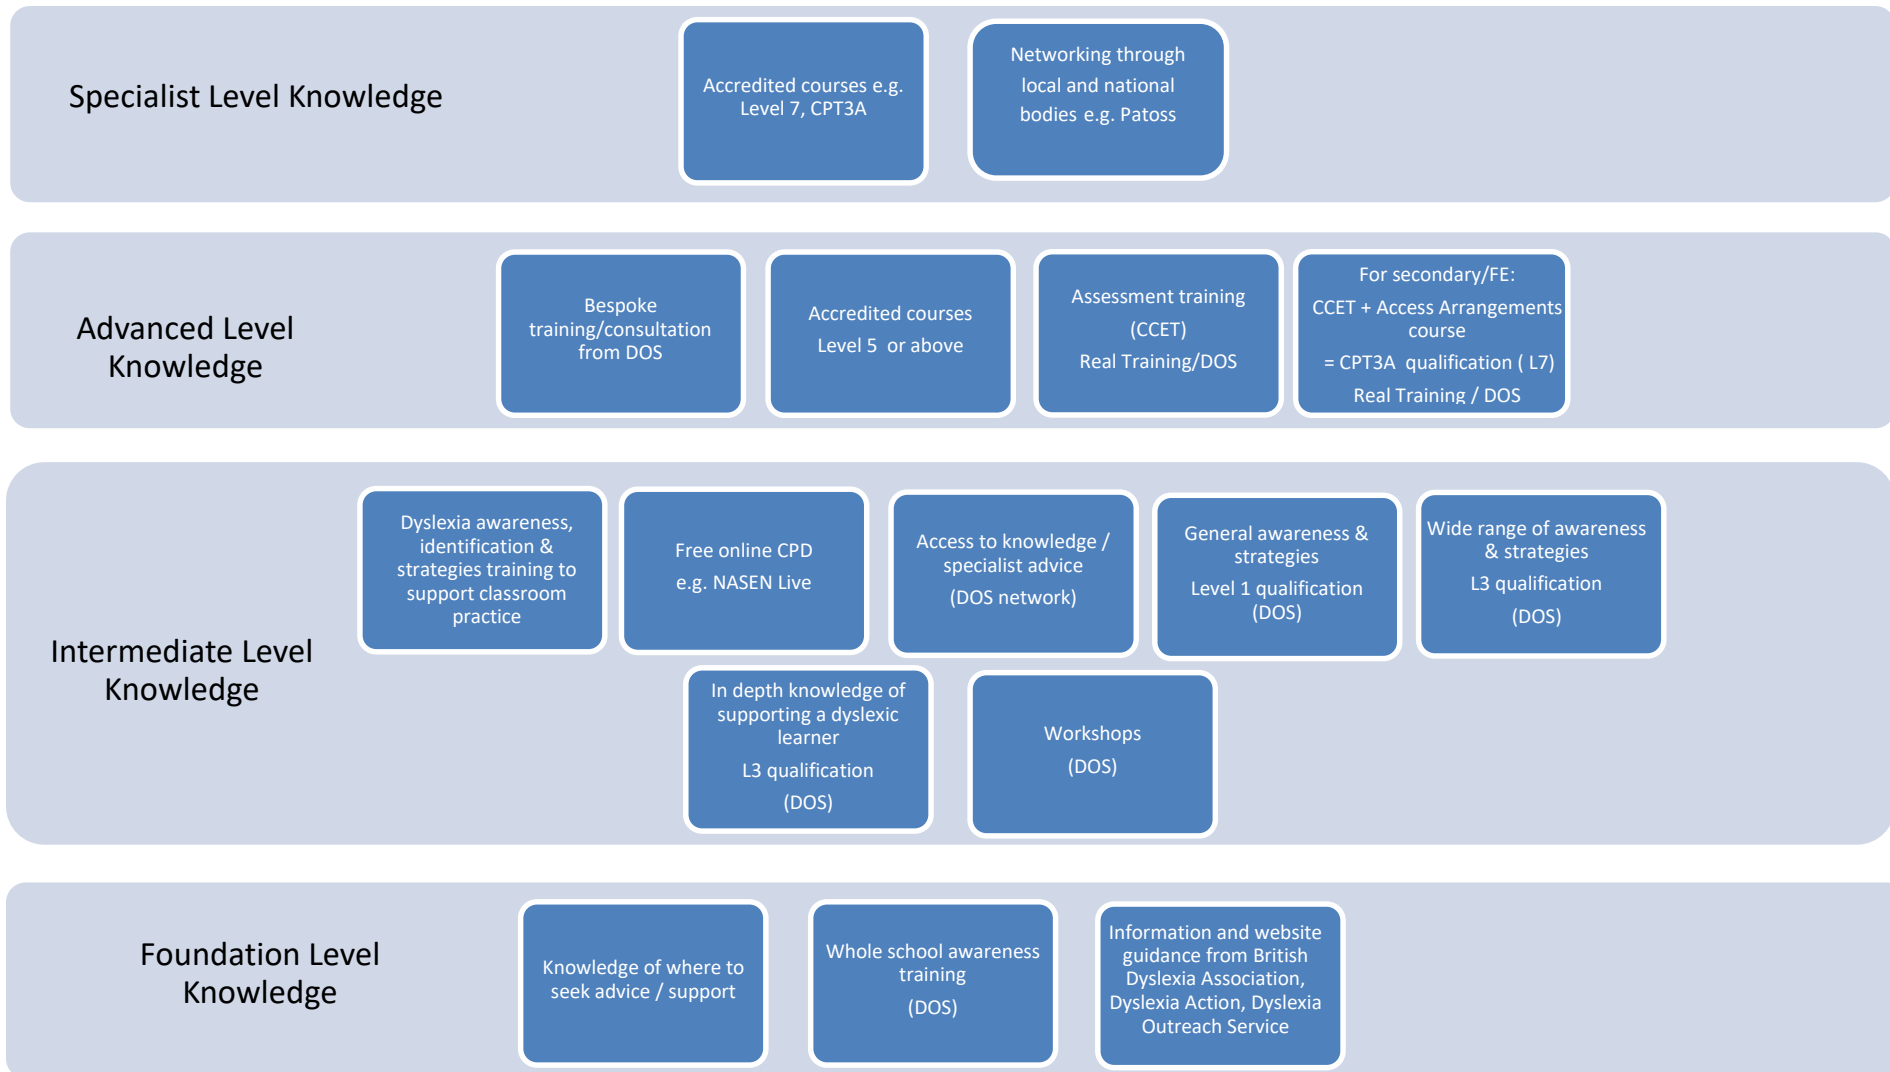 Specialist Level Knowledge
Accredited courses e.g.
Level 7, CPT3A
Networking through
local and national
bodies e.g. Patoss
Advanced Level
Knowledge
Bespoke
training/consultation
from DOS
Accredited courses
Level 5 or above
Assessment training
(CCET)
Real Training/DOS
For secondary/FE:
CCET + Access Arrangements
course
= CPT3A qualification ( L7)
Real Training / DOS
Intermediate Level
Knowledge
Dyslexia awareness,
identification &
strategies training to
support classroom
practice
Free online CPD
e.g. NASEN Live
Access to knowledge /
specialist advice
(DOS network)
General awareness &
strategies
Level 1 qualification
(DOS)
Wide range of awareness
& strategies
L3 qualification
(DOS)
In depth knowledge of
supporting a dyslexic
learner
L3 qualification
(DOS)
Workshops
(DOS)
Foundation Level
Knowledge
Knowledge of where to
seek advice / support
Whole school awareness
training
(DOS)
Information and website
guidance from British
Dyslexia Association,
Dyslexia Action, Dyslexia
Outreach Service